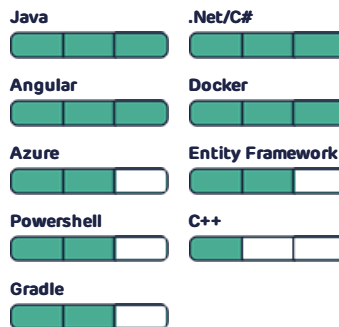 Java
.Net/C#
Angular
Docker
Azure
Entity Framework
Powershell
C++
Gradle